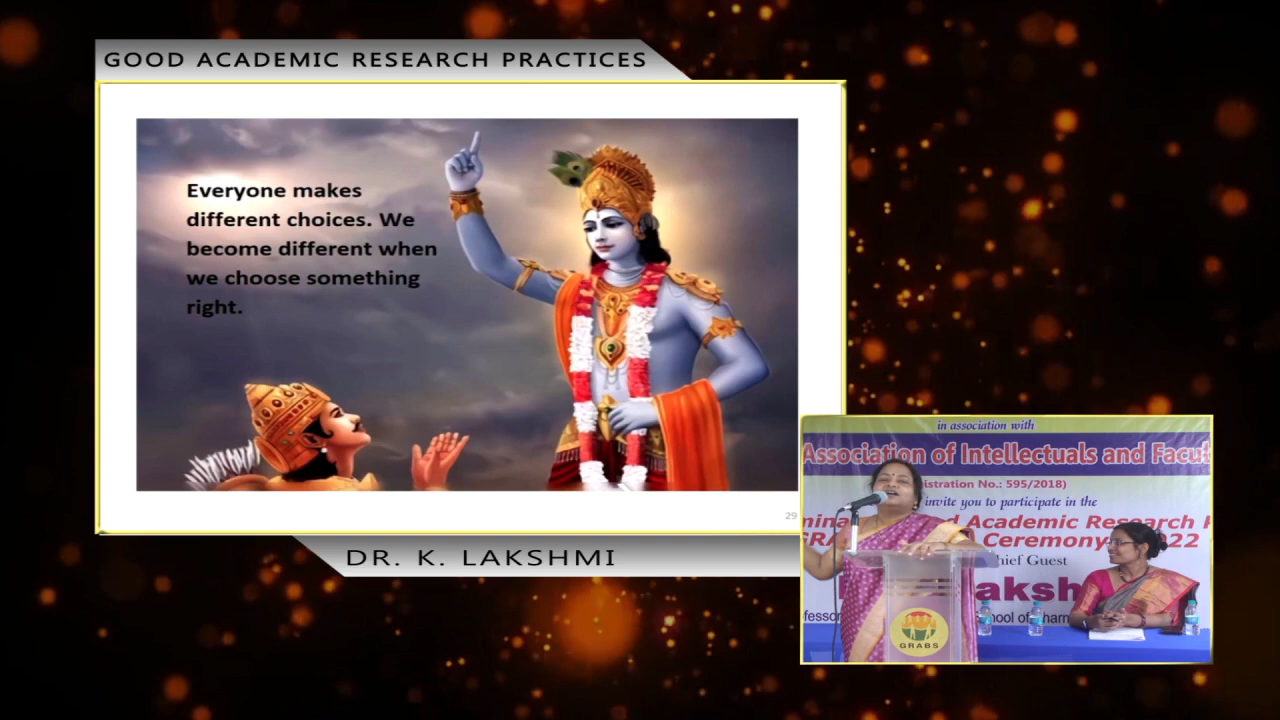 GOOD ACADEMIC RESEARCH PRACTICES
Everyone makes
different choices. We
become different when
we choose something
right.
29
DR. K. LAKSHMI
in association with
Association of Intellectuals and
istration No.: 595/2018)
invite you to participate in the
Academic Research
Ceremony 2022
hief Guest
aksh
GRABS